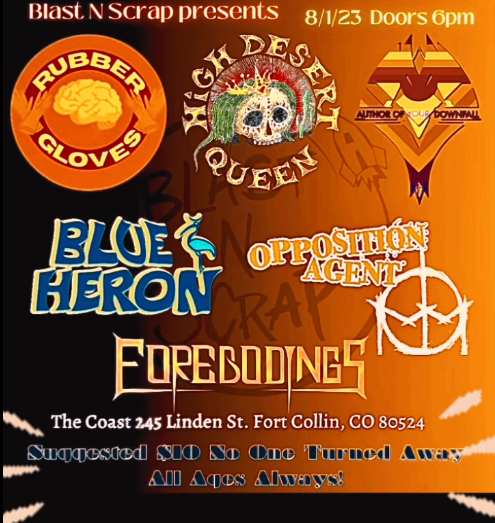 Blast N Scrap presents
8/1/23 Doors 6pm
RUBBER
GLOVES
HIGH DESERT
QUEEN
AUTHOR OF YOUR DOWNFALL
BLUE
HERON
OPPOSITION
AGENT
BLAST
N
SCRAP
FOREBODINGS
The Coast 245 Linden St. Fort Collin, CO 80524
Suggested $10 No One Turned Away
All Ages Always!